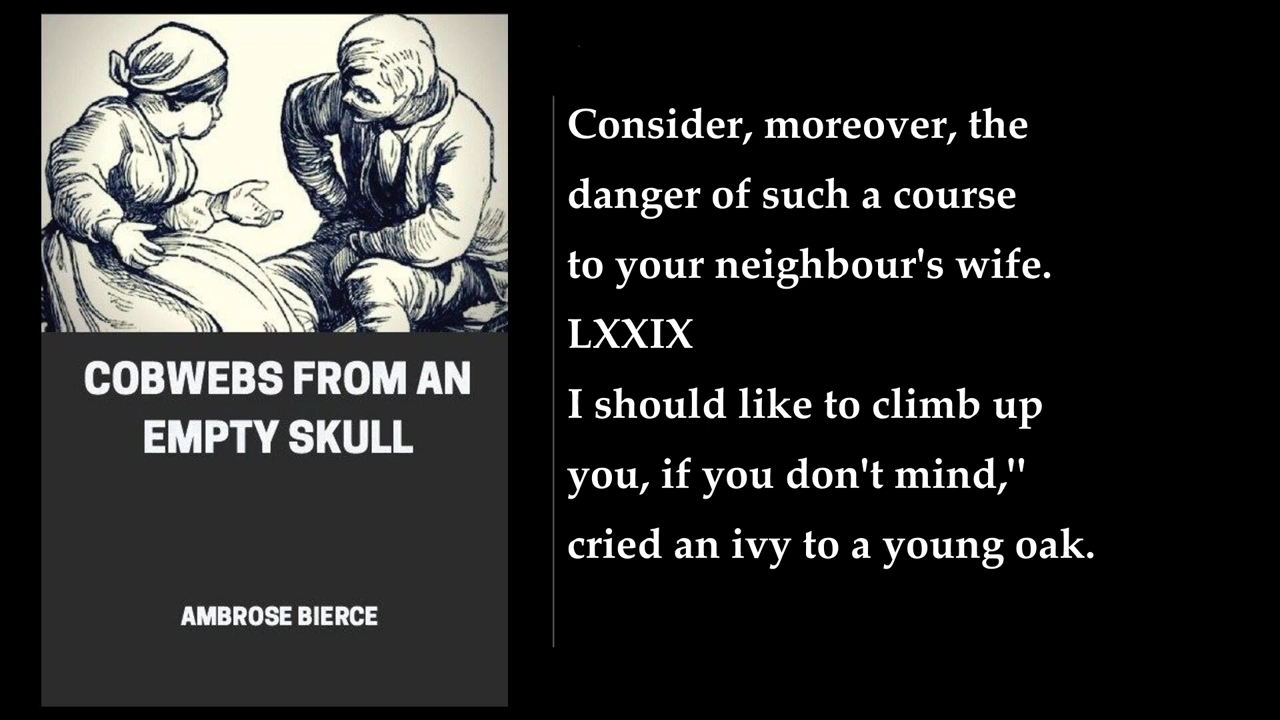 COBWEBS FROM AN
EMPTY SKULL
AMBROSE BIERCE
Consider, moreover, the
danger of such a course
to your neighbour's wife.
LXXIX
I should like to climb up
you, if you don't mind,"
cried an ivy to a young oak.